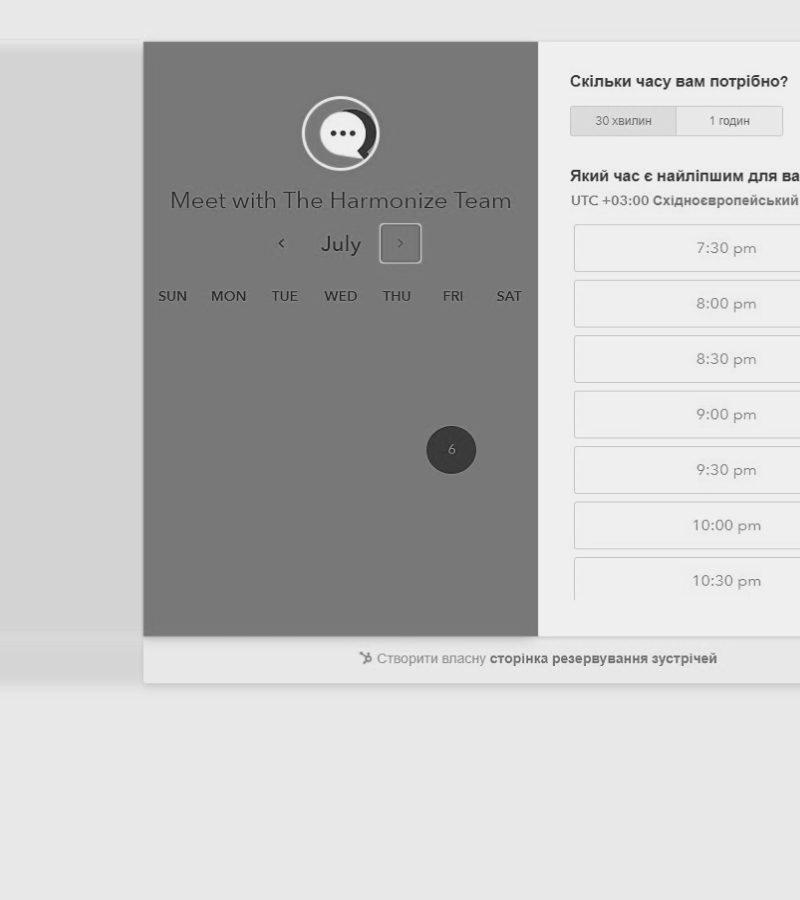 Meet with The Harmonize Team
July
SUN MON TUE WED THU FRI SAT
6
Скільки часу вам потрібно?
30 хвилин 1 годин
Який час є найліпшим для ва
UTC +03:00 Східноєвропейський
7:30 pm
8:00 pm
8:30 pm
9:00 pm
9:30 pm
10:00 pm
10:30 pm
Створити власну сторінка резервування зустрічей